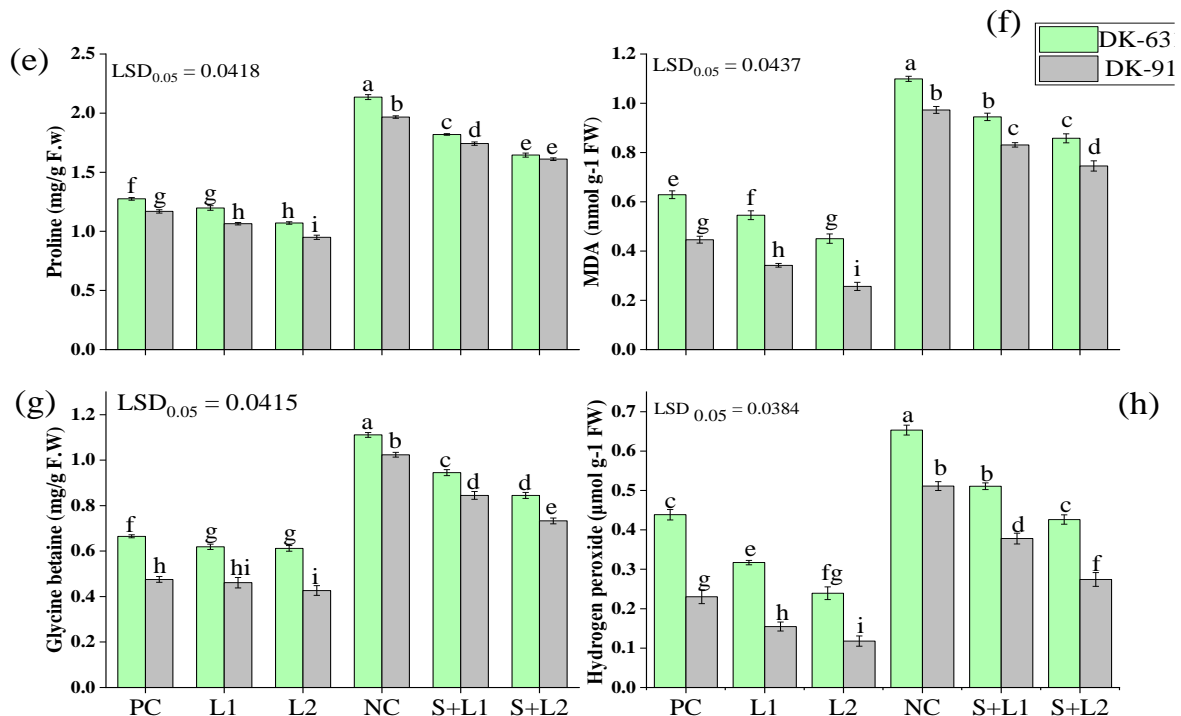 (e)
LSD0.05 = 0.0418
Proline (mg/g F.w)
2.5
2.0
1.5
1.0
0.5
0.0
f g g h h i a b c d e e
(f)
DK-63
DK-91
LSD0.05 = 0.0437
MDA (nmol g-1 FW)
1.2
1.0
0.8
0.6
0.4
0.2
0.0
e g f h g i a b b c c d
(g)
LSD0.05 = 0.0415
Glycine betaine (mg/g F.W)
1.2
1.0
0.8
0.6
0.4
0.2
0.0
f h g hi g i a b c d d e
PC L1 L2 NC S+L1 S+L2
(h)
LSD 0.05 = 0.0384
Hydrogen peroxide (µmol g-1 FW)
0.7
0.6
0.5
0.4
0.3
0.2
0.1
0.0
c g e h fg i a b b d c f
PC L1 L2 NC S+L1 S+L2